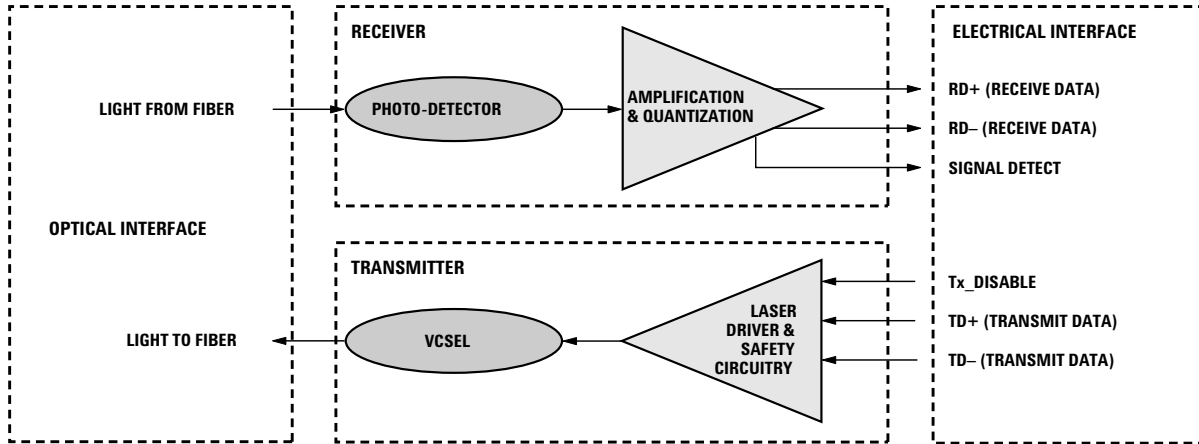 RECEIVER
ELECTRICAL INTERFACE
LIGHT FROM FIBER
PHOTO-DETECTOR
AMPLIFICATION
& QUANTIZATION
RD+ (RECEIVE DATA)
RD– (RECEIVE DATA)
SIGNAL DETECT
OPTICAL INTERFACE
TRANSMITTER
LIGHT TO FIBER
VCSEL
LASER
DRIVER &
SAFETY
CIRCUITRY
Tx_DISABLE
TD+ (TRANSMIT DATA)
TD– (TRANSMIT DATA)